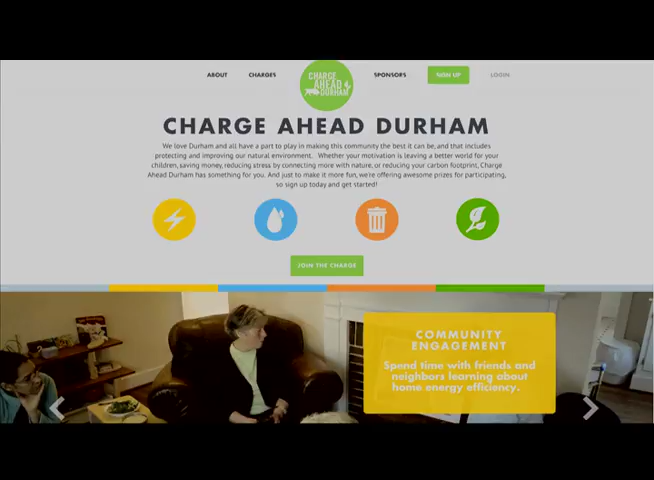 ABOUT CHARGES CHARGE AHEAD DURHAM SPONSORS SIGN UP LOGIN
CHARGE AHEAD DURHAM
We love Durham and all have a part to play in making this community the best it can be, and that includes
protecting and improving our natural environment. Whether your motivation is leaving a better world for your
children, saving money, reducing stress by connecting more with nature, or reducing your carbon footprint, Charge
Ahead Durham has something for you. And just to make it more fun, we're offering awesome prizes for participating,
so sign up today and get started!
JOIN THE CHARGE
COMMUNITY
ENGAGEMENT
Spend time with friends and
neighbors learning about
home energy efficiency.